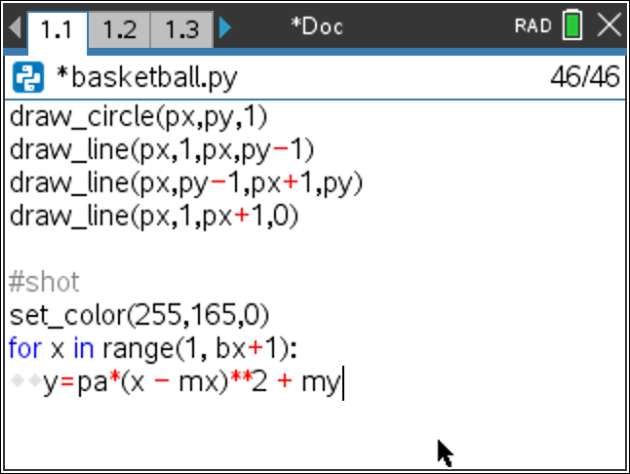 1.1 1.2 1.3 *Doc RAD
*basketball.py 46/46
draw_circle(px,py,1)
draw_line(px,1,px,py-1)
draw_line(px,py-1,px+1,py)
draw_line(px,1,px+1,0)
#shot
set_color(255,165,0)
for x in range(1, bx+1):
y=pa*(x - mx)**2 + my